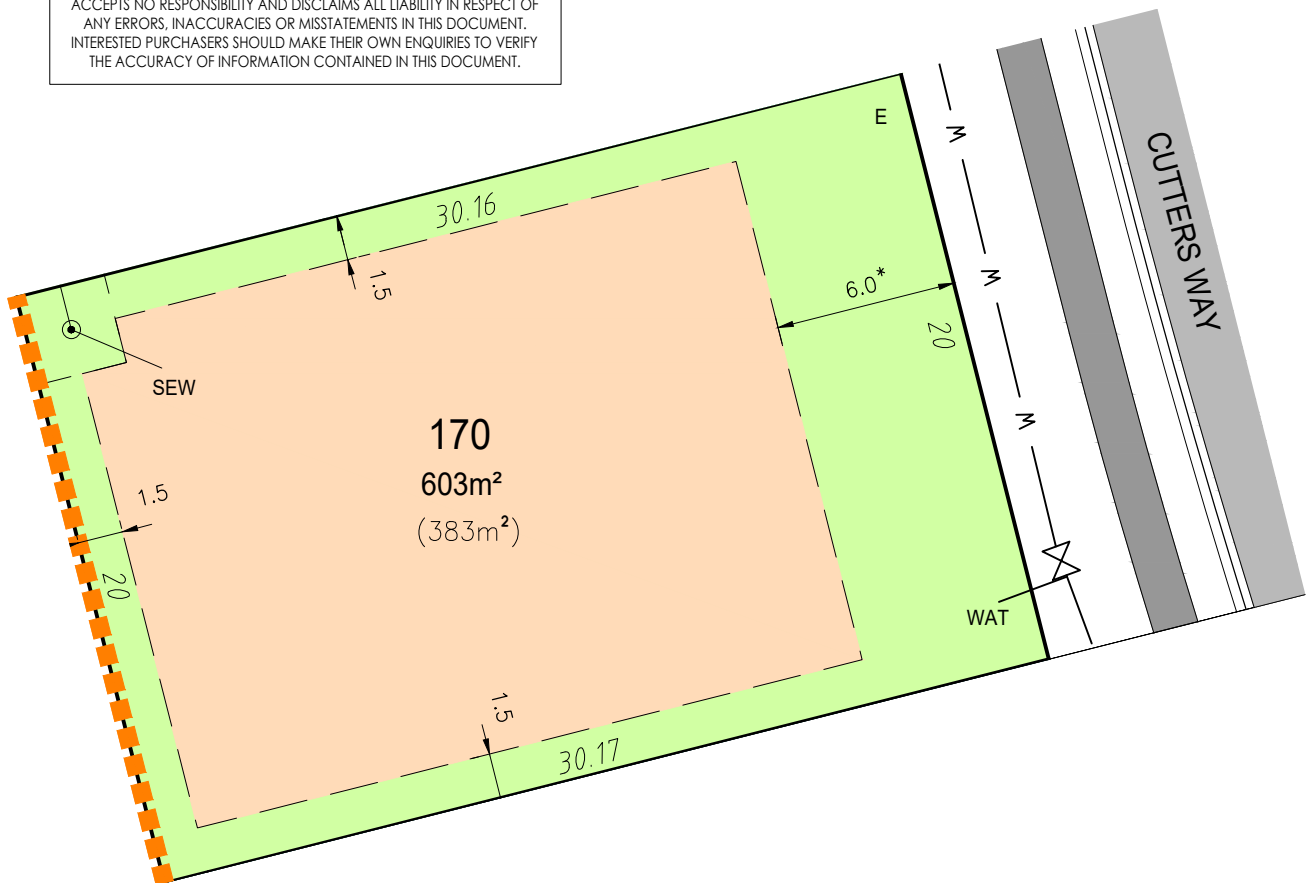 ACCEPTS NO RESPONSIBILITY AND DISCLAIMS ALL LIABILITY IN RESPECT OF
ANY ERRORS, INACCURACIES OR MISSTATEMENTS IN THIS DOCUMENT.
INTERESTED PURCHASERS SHOULD MAKE THEIR OWN ENQUIRIES TO VERIFY
THE ACCURACY OF INFORMATION CONTAINED IN THIS DOCUMENT.
E
W
CUTTERS WAY
30.16
1.5
6.0*
W
20
SEW
170
603m²
(383m²)
W
1.5
20
WAT
1.5
30.17